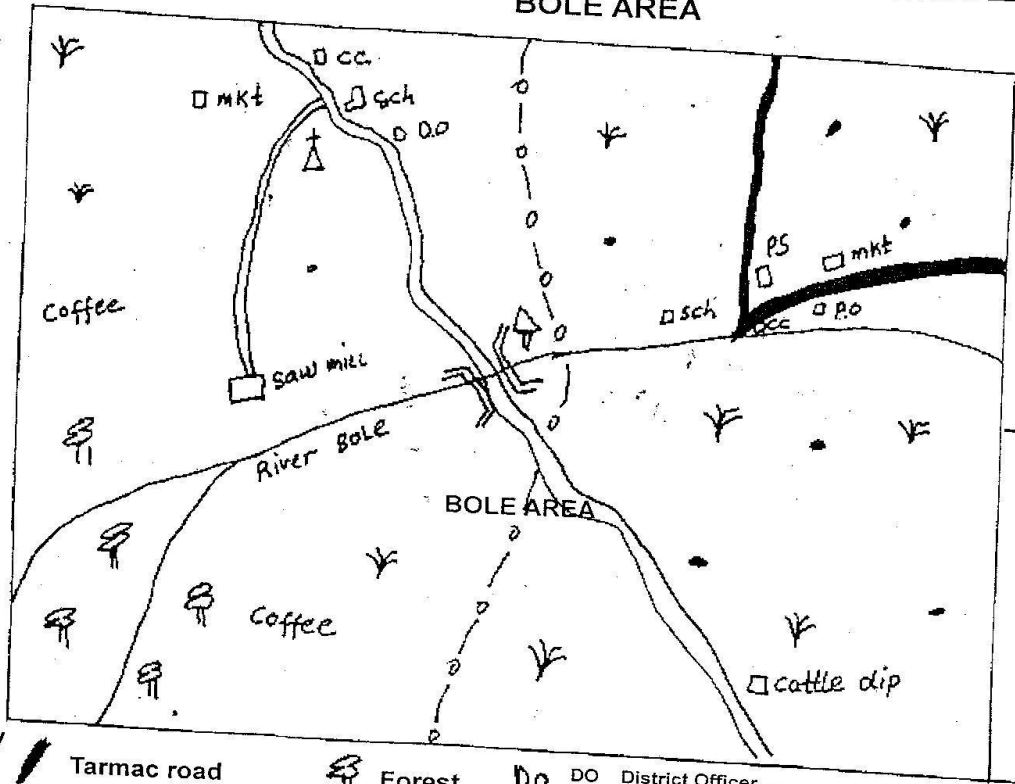 BOLE AREA
cc
mkt
sch
D.O
PS
mkt
Coffee
sch
P.O
cc
saw mill
River BOLE
BOLE AREA
Coffee
cattle dip
Tarmac road
Forest
Do
DO District Officer